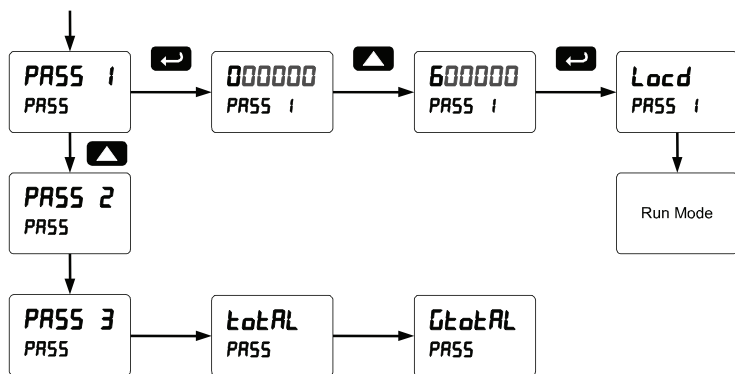 PASS 1
PASS
000000
PASS 1
600000
PASS 1
Locd
PASS 1
PASS 2
PASS
Run Mode
PASS 3
PASS
totAL
PASS
GtotAL
PASS